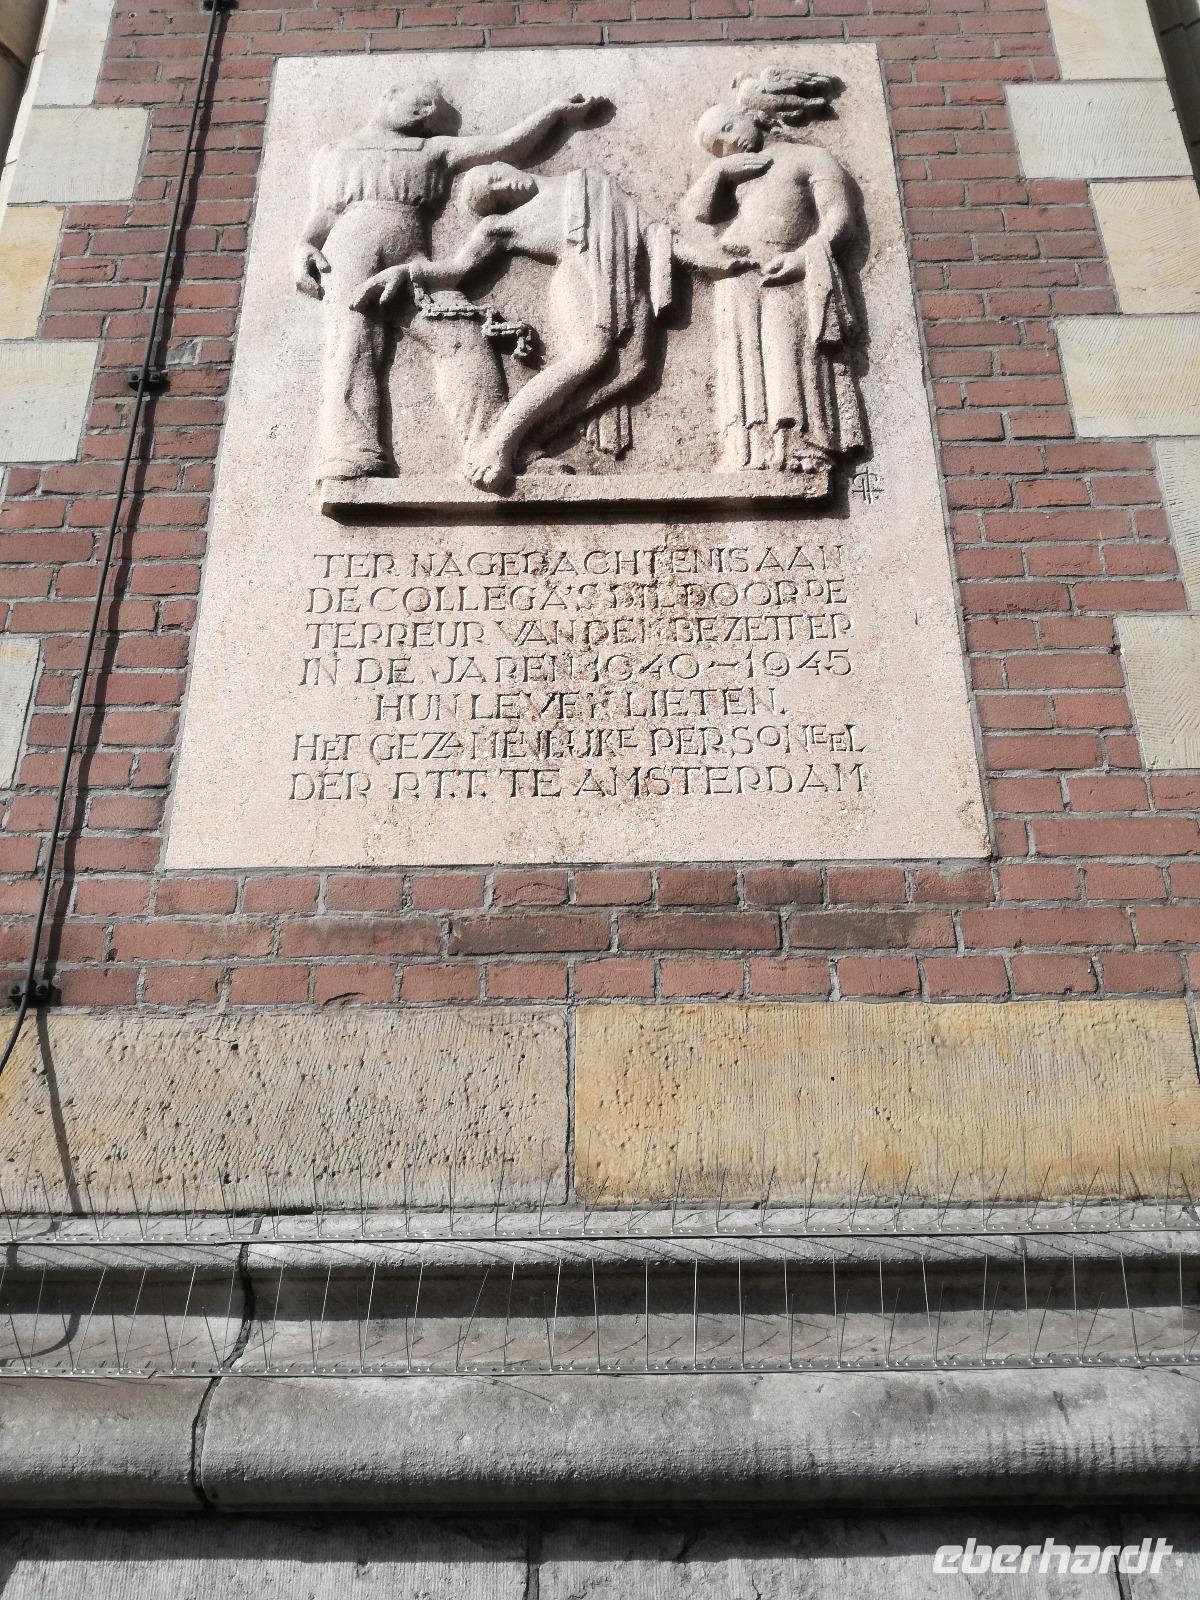 TER NAGEDACHTENIS AAN
DE COLLEGA'S DIE DOOR DE
TERREUR VAN DEN BEZETTER
IN DE JAREN 1940-1945
HUN LEVEN LIETEN.
HET GEZAMENLIJKE PERSONEEL
DER P.T.T. TE AMSTERDAM
eberhardt